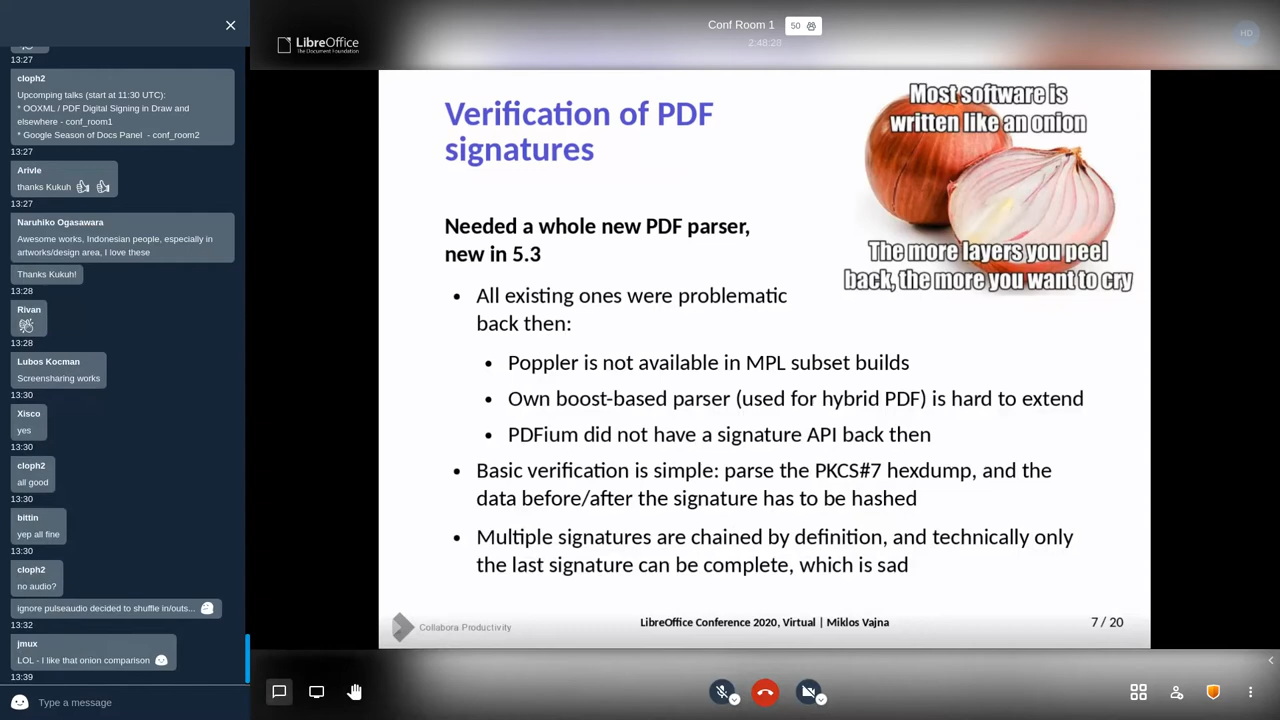 13:27
cloph2
Upcomping talks (start at 11:30 UTC):
* OOXML / PDF Digital Signing in Draw and
elsewhere - conf_room1
* Google Season of Docs Panel - conf_room2
13:27
Arivle
thanks Kukuh
13:27
Naruhiko Ogasawara
Awesome works, Indonesian people, especially in
artworks/design area, I love these
Thanks Kukuh!
13:28
Rivan
13:28
Lubos Kocman
Screensharing works
13:30
Xisco
yes
13:30
cloph2
all good
13:30
bittin
yep all fine
13:30
cloph2
no audio?
ignore pulseaudio decided to shuffle in/outs...
13:32
jmux
LOL - I like that onion comparison
13:39
Type a message
LibreOffice
The Document Foundation
Conf Room 1
50
2:48:28
HD
Verification of PDF
signatures
Most software is
written like an onion
The more layers you peel
back, the more you want to cry
Needed a whole new PDF parser,
new in 5.3
• All existing ones were problematic
back then:
• Poppler is not available in MPL subset builds
• Own boost-based parser (used for hybrid PDF) is hard to extend
• PDFium did not have a signature API back then
• Basic verification is simple: parse the PKCS#7 hexdump, and the
data before/after the signature has to be hashed
• Multiple signatures are chained by definition, and technically only
the last signature can be complete, which is sad
Collabora Productivity
LibreOffice Conference 2020, Virtual | Miklos Vajna
7 / 20